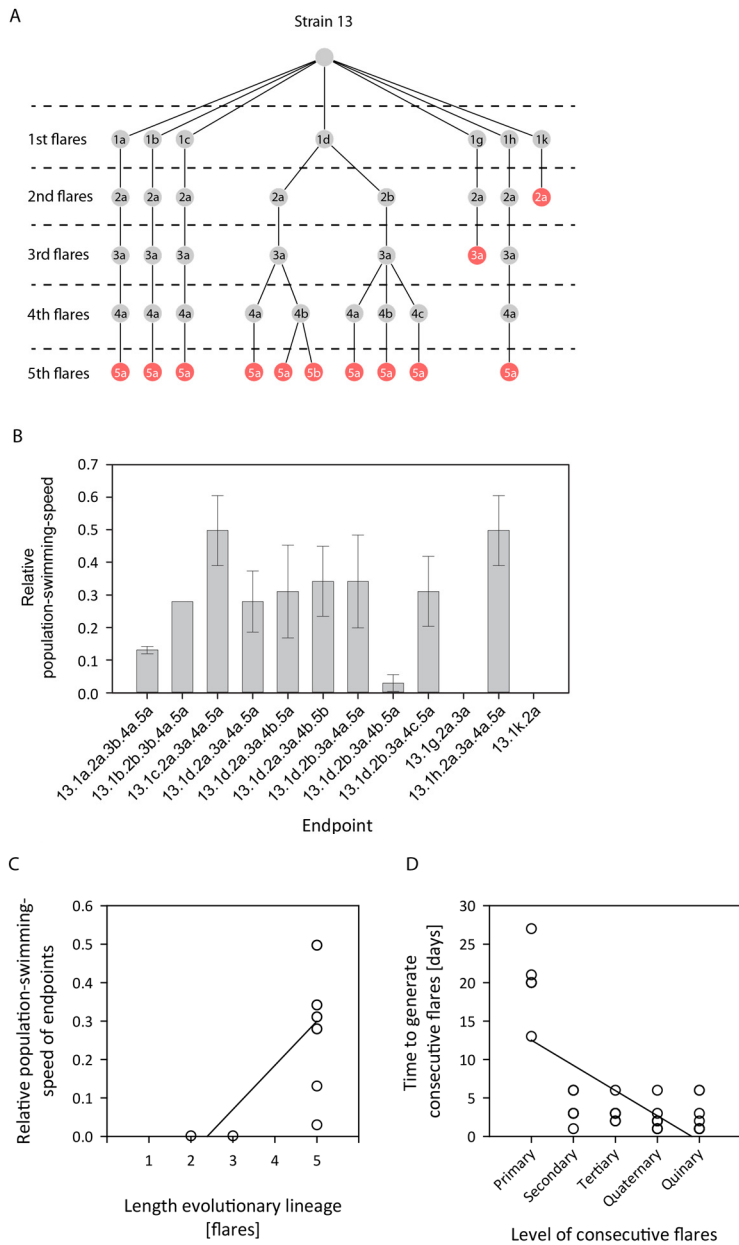 A
Strain 13
1st flares 1a 1b 1c 1d 1g 1h 1k
2nd flares 2a 2a 2a 2a 2b 2a 2a 2a
3rd flares 3a 3a 3a 3a 3a 3a 3a
4th flares 4a 4a 4a 4a 4b 4a 4b 4c 4a
5th flares 5a 5a 5a 5a 5a 5b 5a 5a 5a 5a
B
Relative
population-swimming-speed
0.7
0.6
0.5
0.4
0.3
0.2
0.1
0.0
13.1a.2a.3b.4a.5a
13.1b.2b.3b.4a.5a
13.1c.2a.3a.4a.5a
13.1d.2a.3a.4a.5a
13.1d.2a.3a.4b.5a
13.1d.2a.3a.4b.5b
13.1d.2b.3a.4a.5a
13.1d.2b.3a.4b.5a
13.1d.2b.3a.4c.5a
13.1g.2a.3a
13.1h.2a.3a.4a.5a
13.1k.2a
Endpoint
C
Relative population-swimming-
speed of endpoints
0.6
0.5
0.4
0.3
0.2
0.1
0.0
1 2 3 4 5
Length evolutionary lineage
[flares]
D
Time to generate
consecutive flares [days]
30
25
20
15
10
5
0
Primary
Secondary
Tertiary
Quaternary
Quinary
Level of consecutive flares